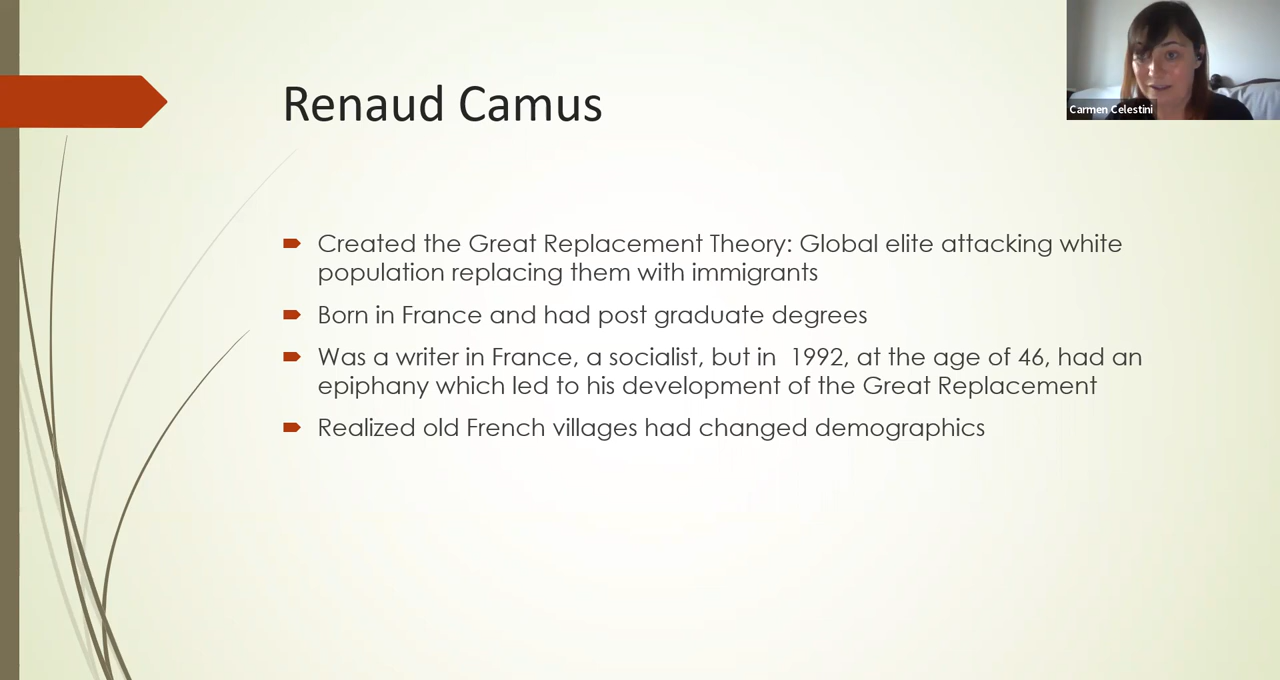 Renaud Camus
Carmen Celestini
Created the Great Replacement Theory: Global elite attacking white
population replacing them with immigrants
Born in France and had post graduate degrees
Was a writer in France, a socialist, but in  1992, at the age of 46, had an
epiphany which led to his development of the Great Replacement
Realized old French villages had changed demographics